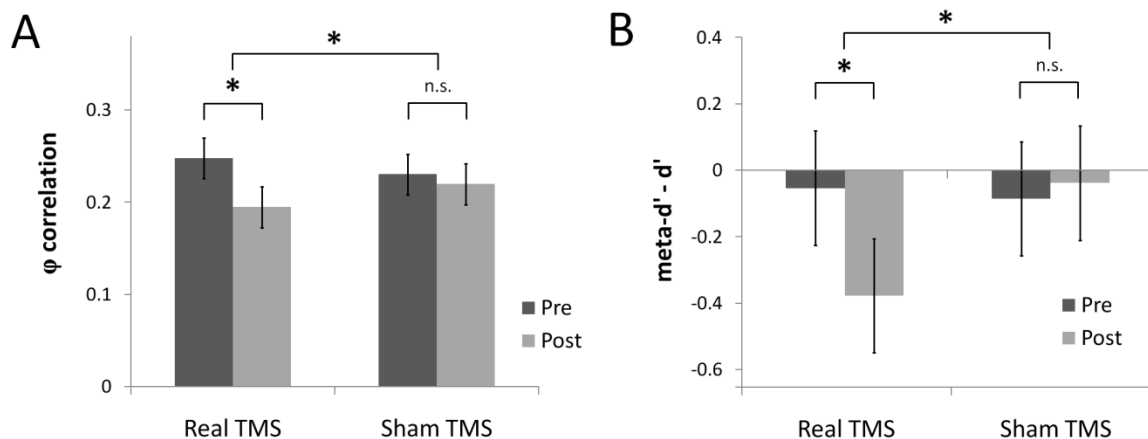 A
φ correlation
0.3
0.2
0.1
0
*
*
n.s.
Pre
Post
Real TMS
Sham TMS
B
meta-d' - d'
0.4
0.2
0
-0.2
-0.4
-0.6
*
*
n.s.
Pre
Post
Real TMS
Sham TMS